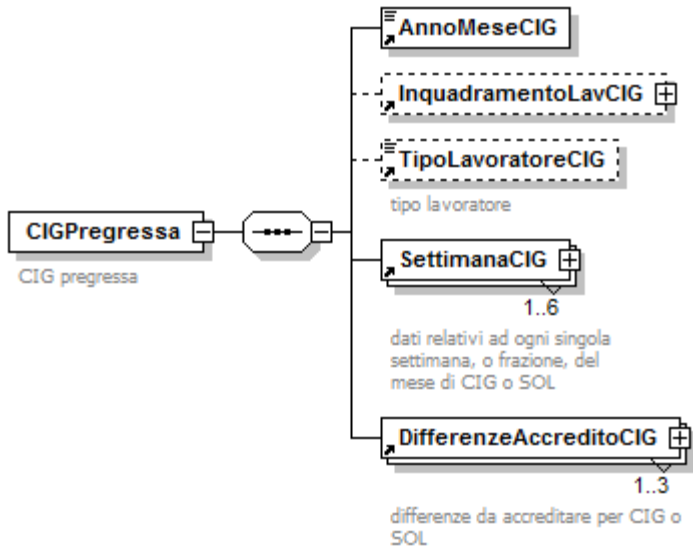 AnnoMeseCIG
InquadramentoLavCIG
TipoLavoratoreCIG
tipo lavoratore
CIGPregressa
CIG pregressa
SettimanaCIG
1..6
dati relativi ad ogni singola
settimana, o frazione, del
mese di CIG o SOL
DifferenzeAccreditoCIG
1..3
differenze da accreditare per CIG o
SOL